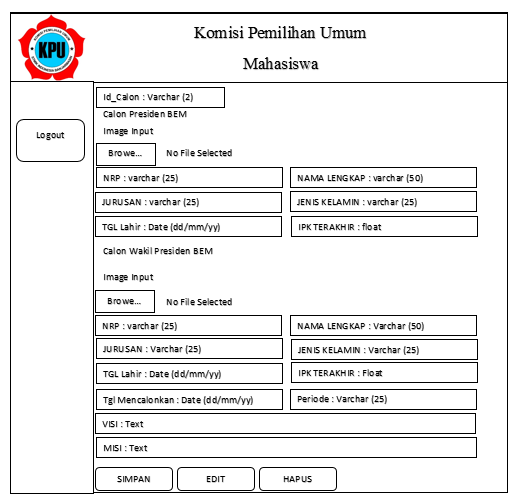 Komisi Pemilihan Umum
Mahasiswa
KPU
Logout
Id_Calon : Varchar (2)
Calon Presiden BEM
Image Input
Browe... No File Selected
NRP : varchar (25) NAMA LENGKAP : varchar (50)
JURUSAN : varchar (25) JENIS KELAMIN : varchar (25)
TGL Lahir : Date (dd/mm/yy) IPK TERAKHIR : float
Calon Wakil Presiden BEM
Image Input
Browe... No File Selected
NRP : varchar (25) NAMA LENGKAP : Varchar (50)
JURUSAN : Varchar (25) JENIS KELAMIN : Varchar (25)
TGL Lahir : Date (dd/mm/yy) IPK TERAKHIR : Float
Tgl Mencalonkan : Date (dd/mm/yy) Periode : Varchar (25)
VISI : Text
MISI : Text
SIMPAN EDIT HAPUS